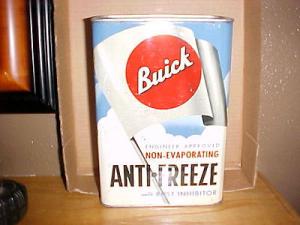 Buick
ENGINEER APPROVED
NON-EVAPORATING
ANTI-FREEZE
with RUST INHIBITOR